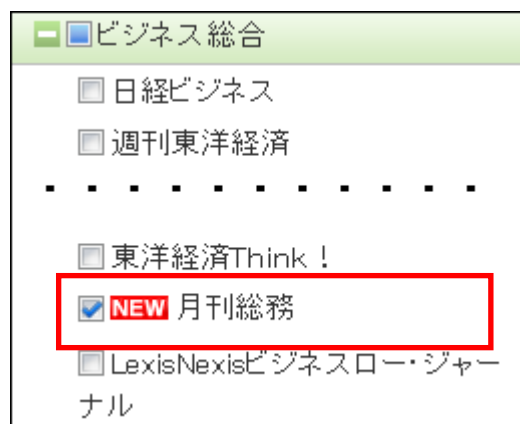 ビジネス総合
日経ビジネス
週刊東洋経済
東洋経済Think！
NEW 月刊総務
LexisNexisビジネスロー・ジャー
ナル